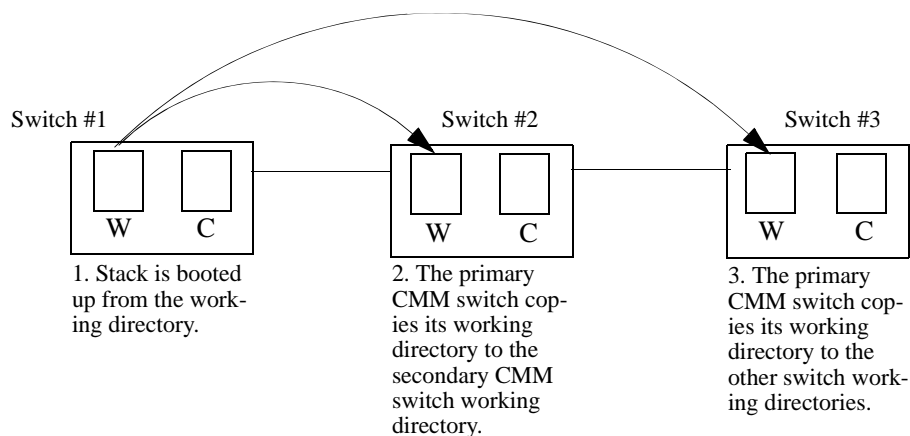 Switch #1
Switch #2
Switch #3
W
C
W
C
W
C
1. Stack is booted
up from the work-
ing directory.
2. The primary
CMM switch cop-
ies its working
directory to the
secondary CMM
switch working
directory.
3. The primary
CMM switch cop-
ies its working
directory to the
other switch work-
ing directories.